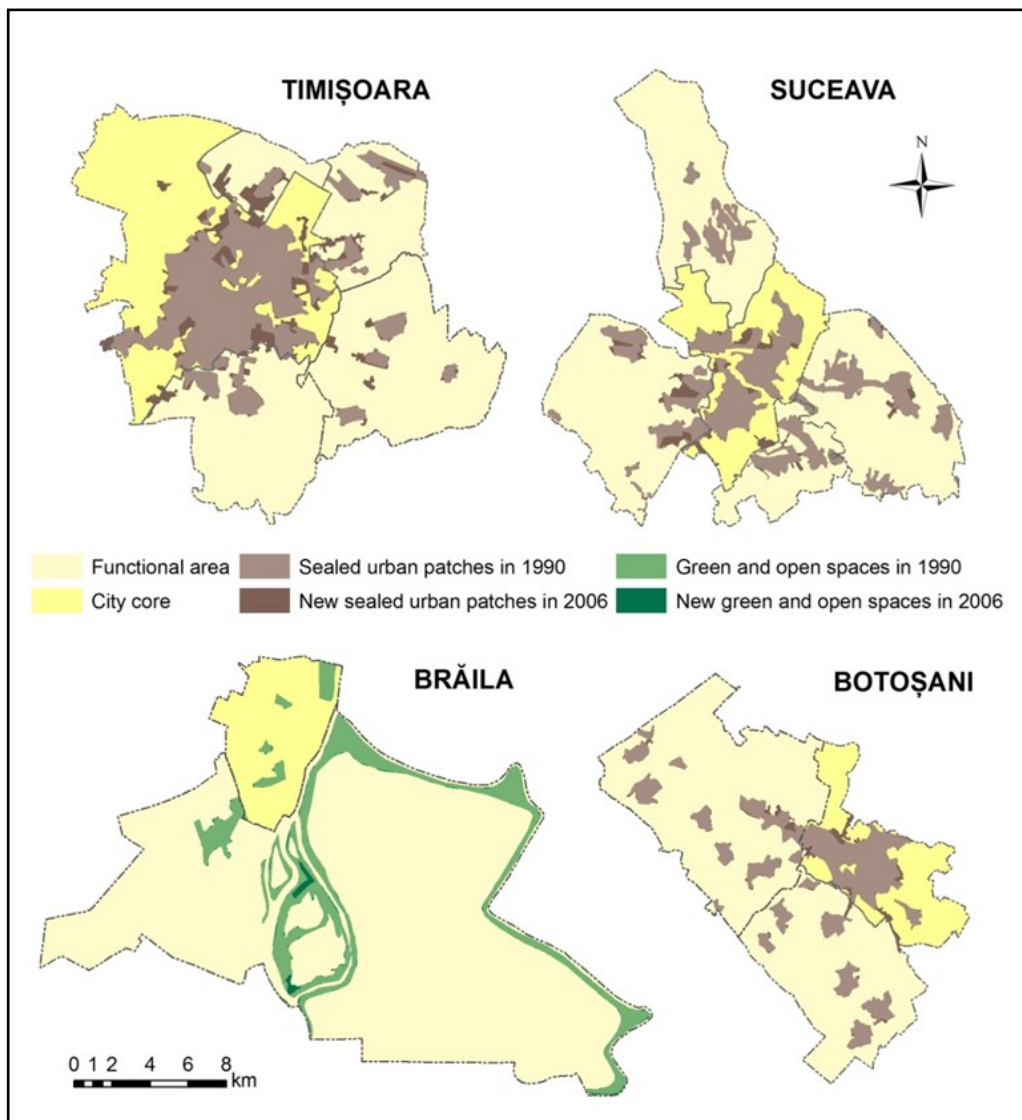 TIMIȘOARA
SUCEAVA
N
Functional area
Sealed urban patches in 1990
Green and open spaces in 1990
City core
New sealed urban patches in 2006
New green and open spaces in 2006
BRĂILA
BOTOȘANI
0 1 2 4 6 8
km